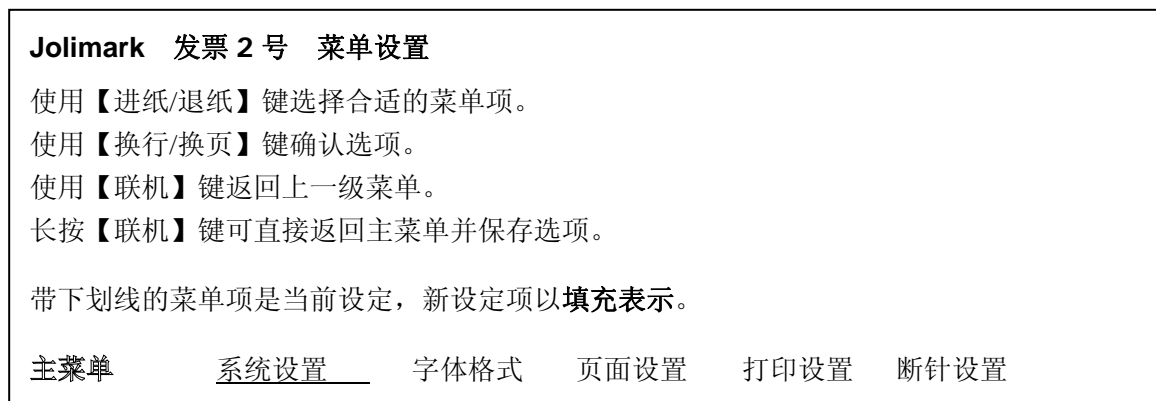 Jolimark 发票 2 号 菜单设置
使用【进纸/退纸】键选择合适的菜单项。
使用【换行/换页】键确认选项。
使用【联机】键返回上一级菜单。
长按【联机】键可直接返回主菜单并保存选项。
带下划线的菜单项是当前设定，新设定项以填充表示。
主菜单 系统设置 字体格式 页面设置 打印设置 断针设置